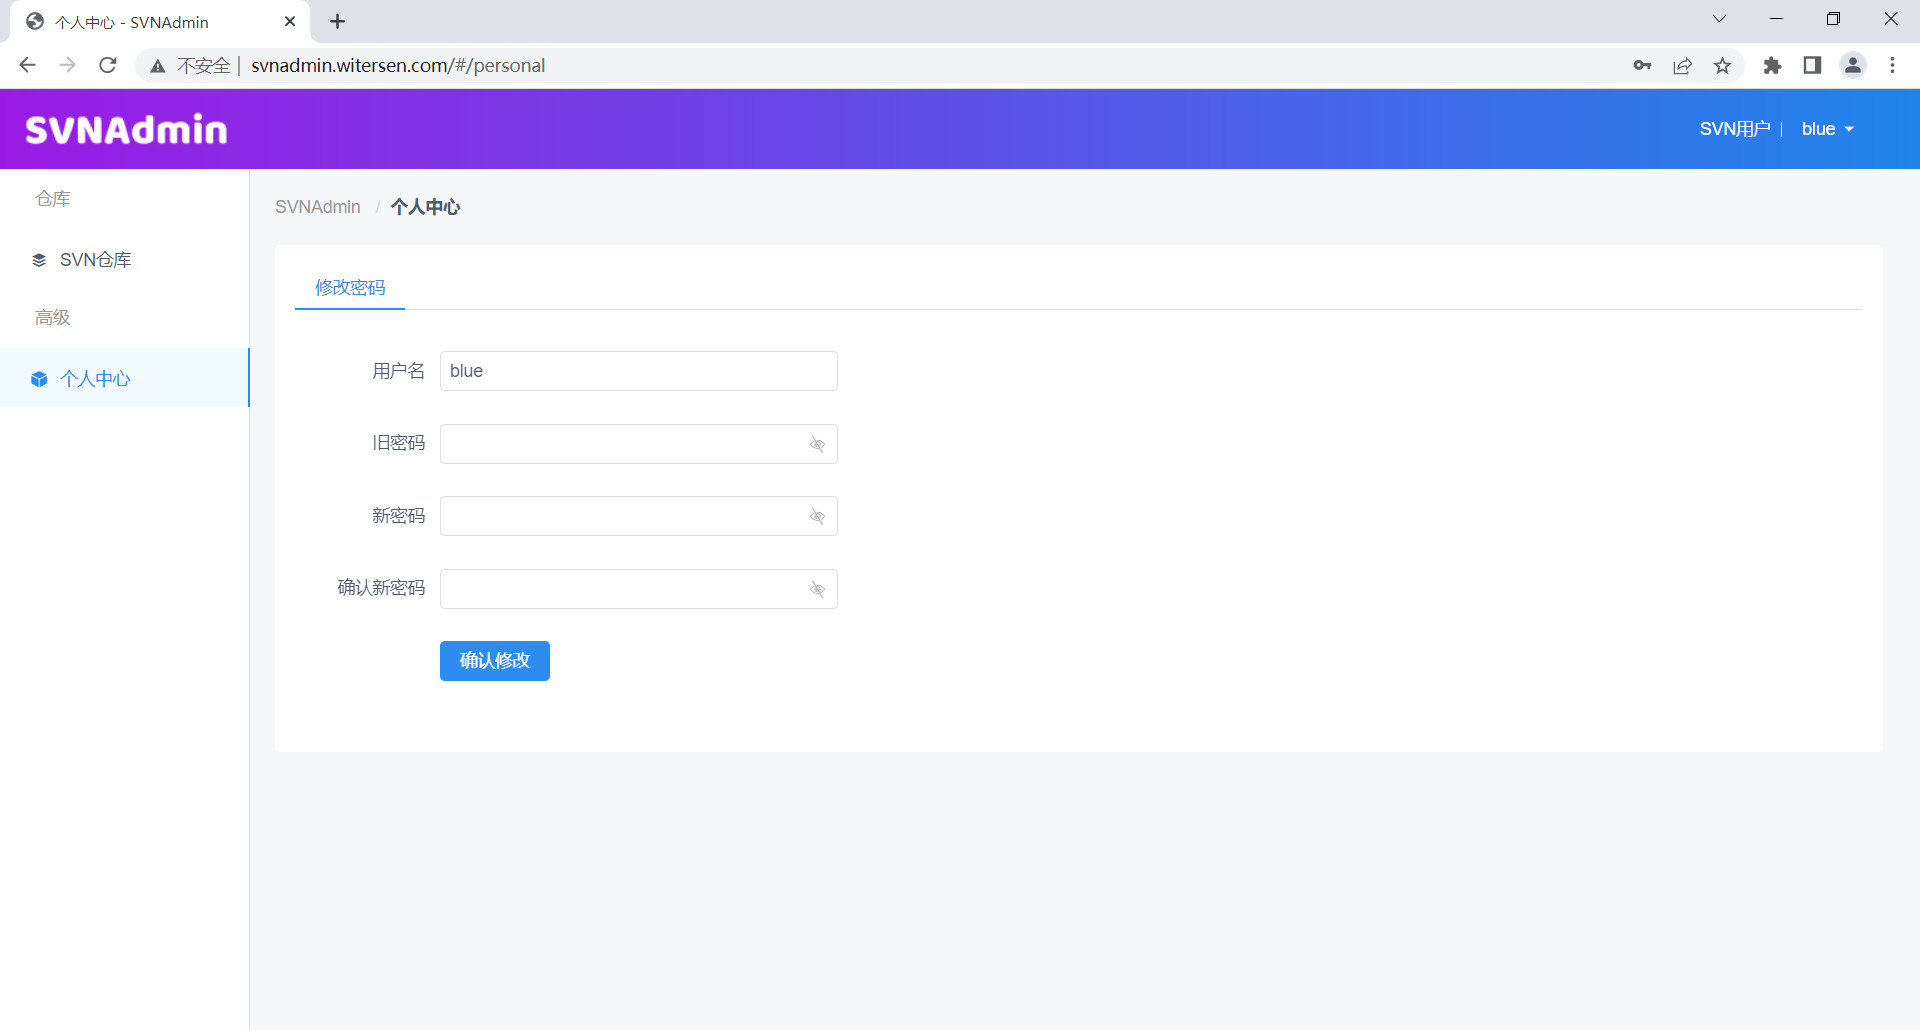 个人中心 - SVNAdmin
不安全 | svnadmin.witersen.com/#/personal
SVNAdmin
SVN用户 | blue
仓库
SVN仓库
高级
个人中心
SVNAdmin / 个人中心
修改密码
用户名 blue
旧密码
新密码
确认新密码
确认修改